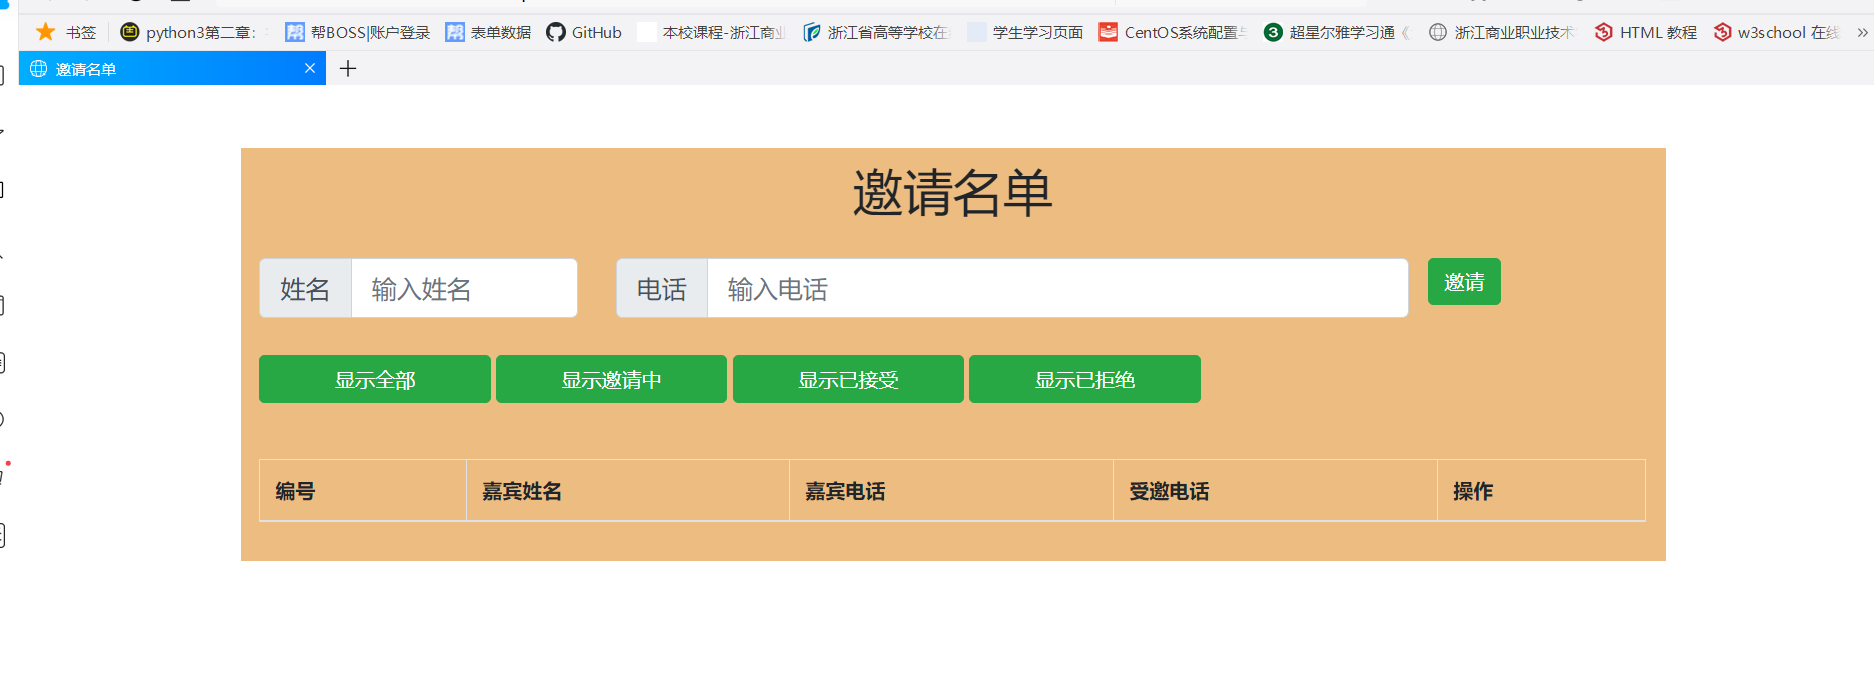 书签 python3第二章: 帮BOSS|账户登录 表单数据 GitHub 本校课程-浙江商业 浙江省高等学校在 学生学习页面 CentOS系统配置与 超星尔雅学习通《 浙江商业职业技术 HTML 教程 w3school 在线 »
邀请名单
邀请名单
姓名 输入姓名 电话 输入电话 邀请
显示全部 显示邀请中 显示已接受 显示已拒绝
编号 嘉宾姓名 嘉宾电话 受邀电话 操作